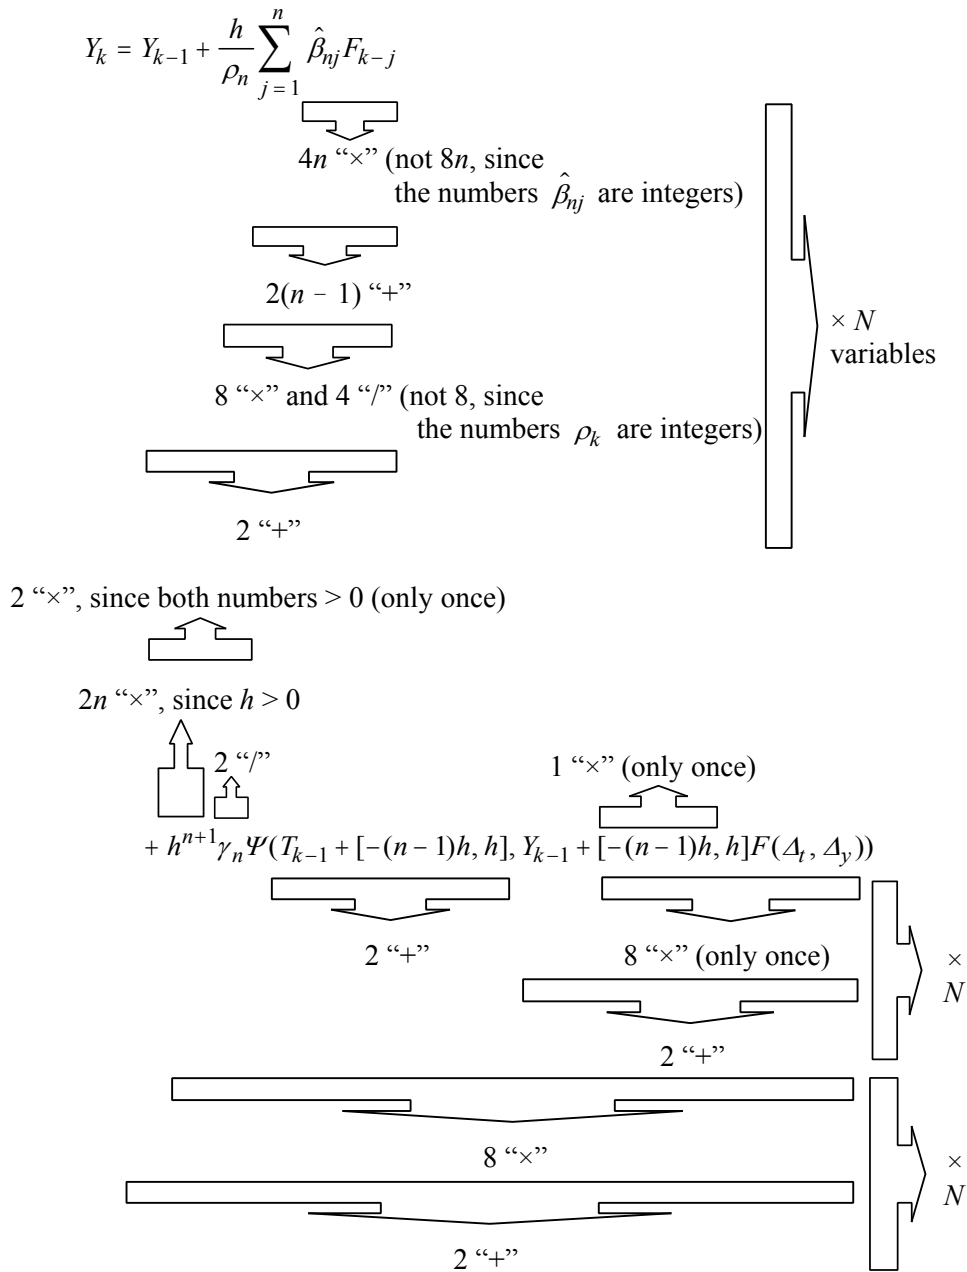 Y_k = Y_{k−1} + \frac{h}{ρ_n} \sum_{j=1}^{n} \hat{β}_{nj} F_{k−j}
4n “×” (not 8n, since
the numbers \hat{β}_{nj} are integers)
2(n − 1) “+”
× N
variables
8 “×” and 4 “/” (not 8, since
the numbers ρ_k are integers)
2 “+”
2 “×”, since both numbers > 0 (only once)
2n “×”, since h > 0
2 “/”
1 “×” (only once)
+ h^{n+1}γ_nΨ(T_{k−1} + [−(n − 1)h, h], Y_{k−1} + [−(n − 1)h, h]F(Δ_t, Δ_y))
2 “+”
8 “×” (only once)
×
N
2 “+”
8 “×”
×
N
2 “+”